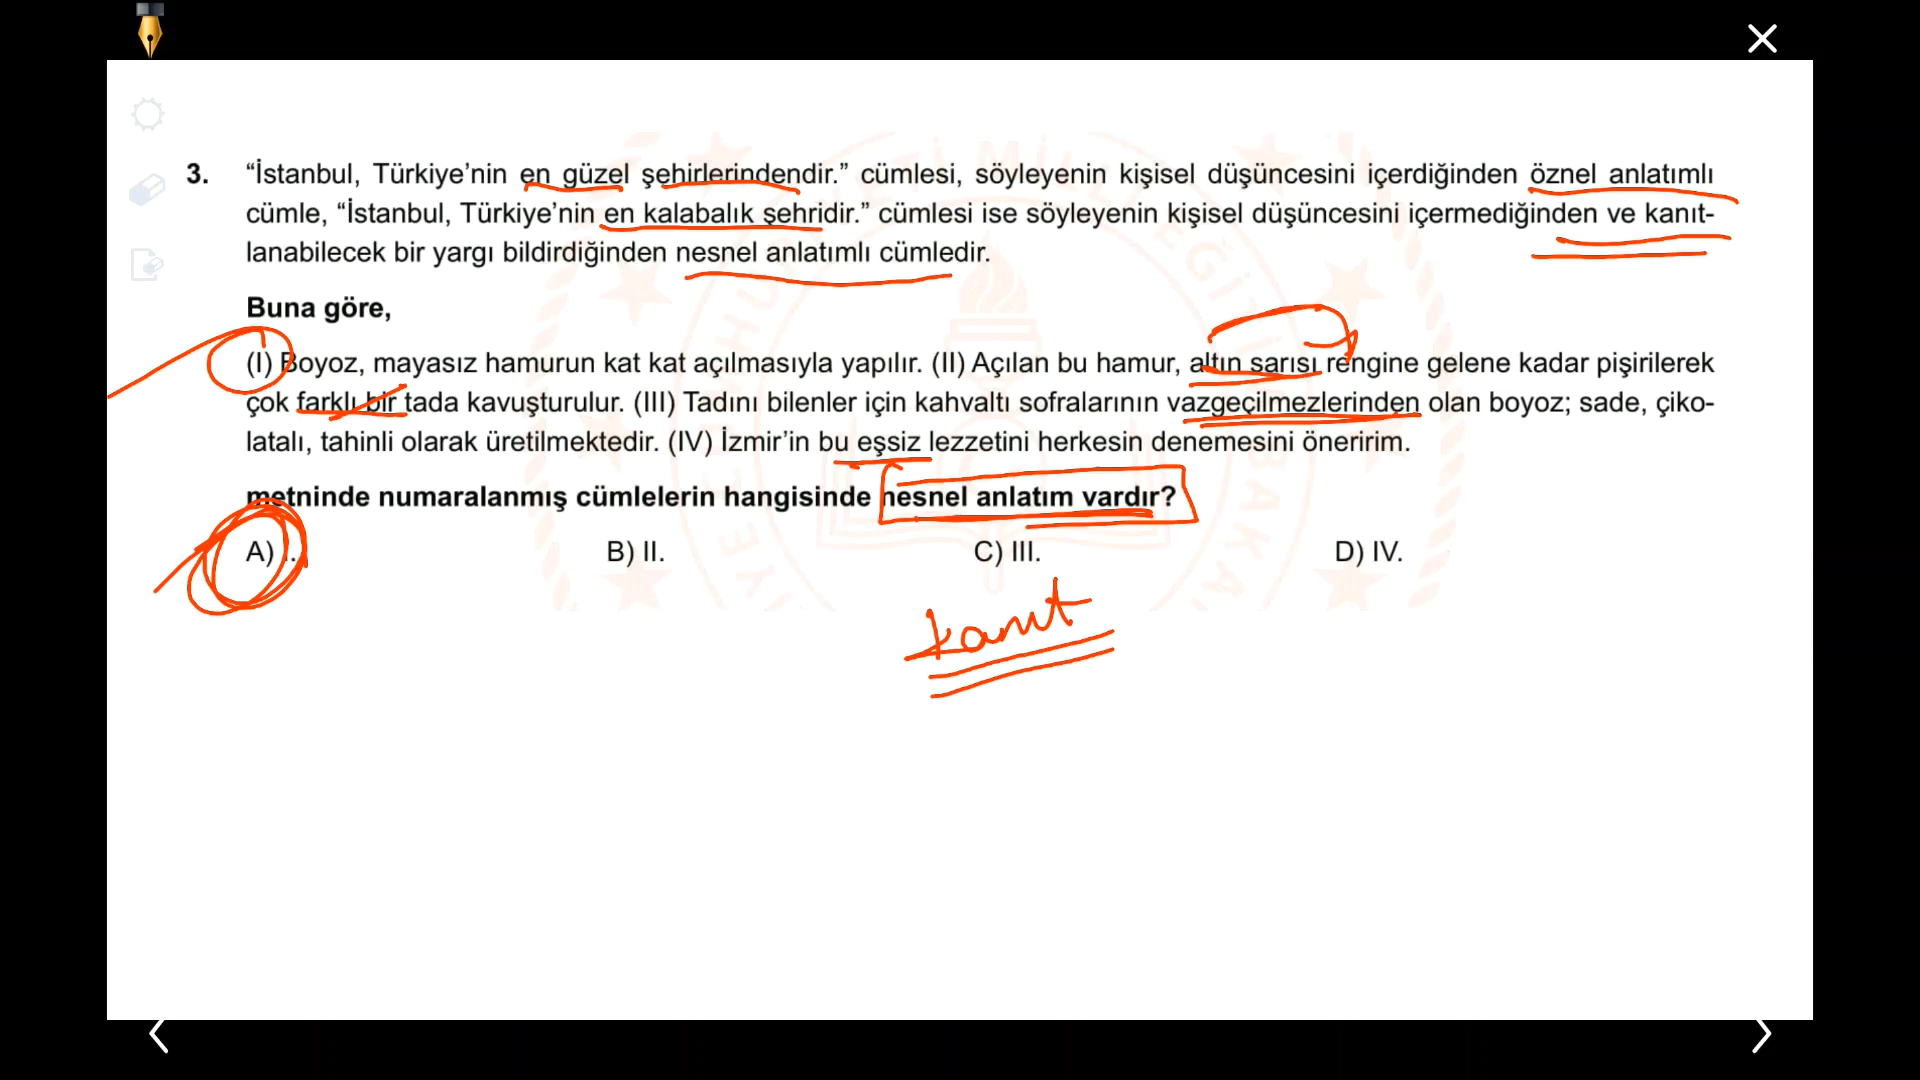 3. “İstanbul, Türkiye’nin en güzel şehirlerindendir.” cümlesi, söyleyenin kişisel düşüncesini içerdiğinden öznel anlatımlı
cümle, “İstanbul, Türkiye’nin en kalabalık şehridir.” cümlesi ise söyleyenin kişisel düşüncesini içermediğinden ve kanıt-
lanabilecek bir yargı bildirdiğinden nesnel anlatımlı cümledir.
Buna göre,
(I) Boyoz, mayasız hamurun kat kat açılmasıyla yapılır. (II) Açılan bu hamur, altın sarısı rengine gelene kadar pişirilerek
çok farklı bir tada kavuşturulur. (III) Tadını bilenler için kahvaltı sofralarının vazgeçilmezlerinden olan boyoz; sade, çiko-
latalı, tahinli olarak üretilmektedir. (IV) İzmir’in bu eşsiz lezzetini herkesin denemesini öneririm.
metninde numaralanmış cümlelerin hangisinde nesnel anlatım vardır?
A) I. B) II. C) III. D) IV.
kanıt